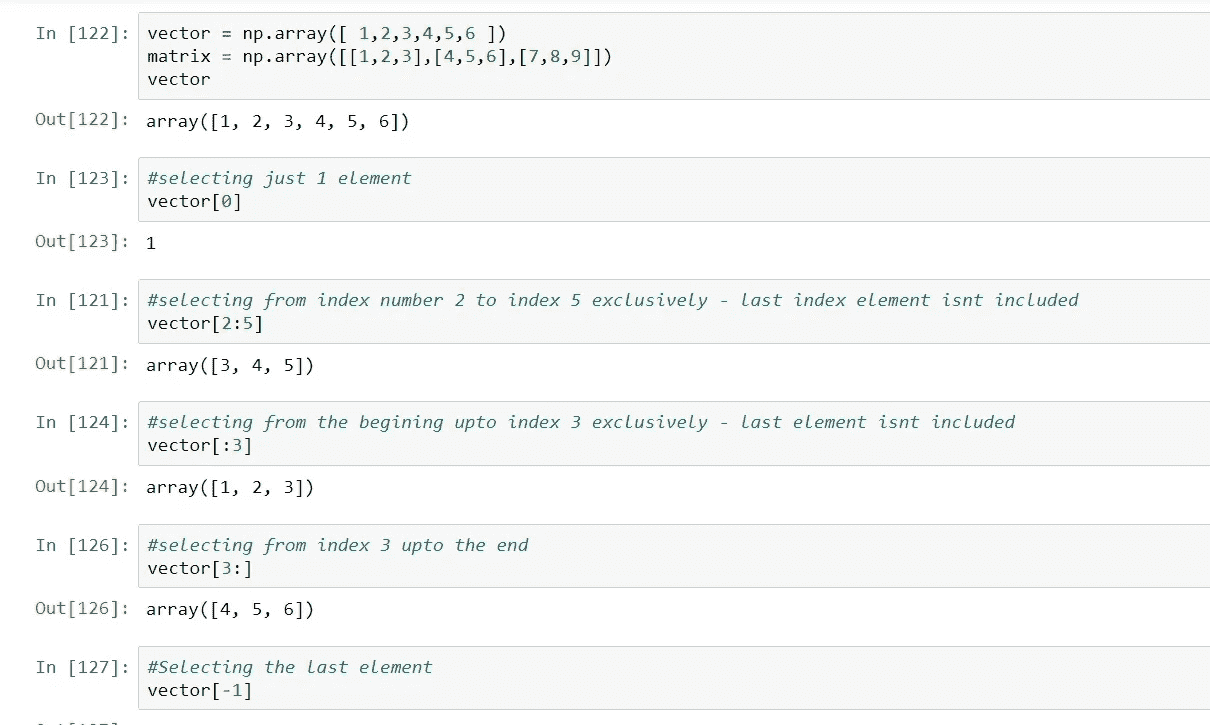 In [122]: vector = np.array([ 1,2,3,4,5,6 ])
matrix = np.array([[1,2,3],[4,5,6],[7,8,9]])
vector
Out[122]: array([1, 2, 3, 4, 5, 6])
In [123]: #selecting just 1 element
vector[0]
Out[123]: 1
In [121]: #selecting from index number 2 to index 5 exclusively - last index element isnt included
vector[2:5]
Out[121]: array([3, 4, 5])
In [124]: #selecting from the begining upto index 3 exclusively - last element isnt included
vector[:3]
Out[124]: array([1, 2, 3])
In [126]: #selecting from index 3 upto the end
vector[3:]
Out[126]: array([4, 5, 6])
In [127]: #Selecting the last element
vector[-1]